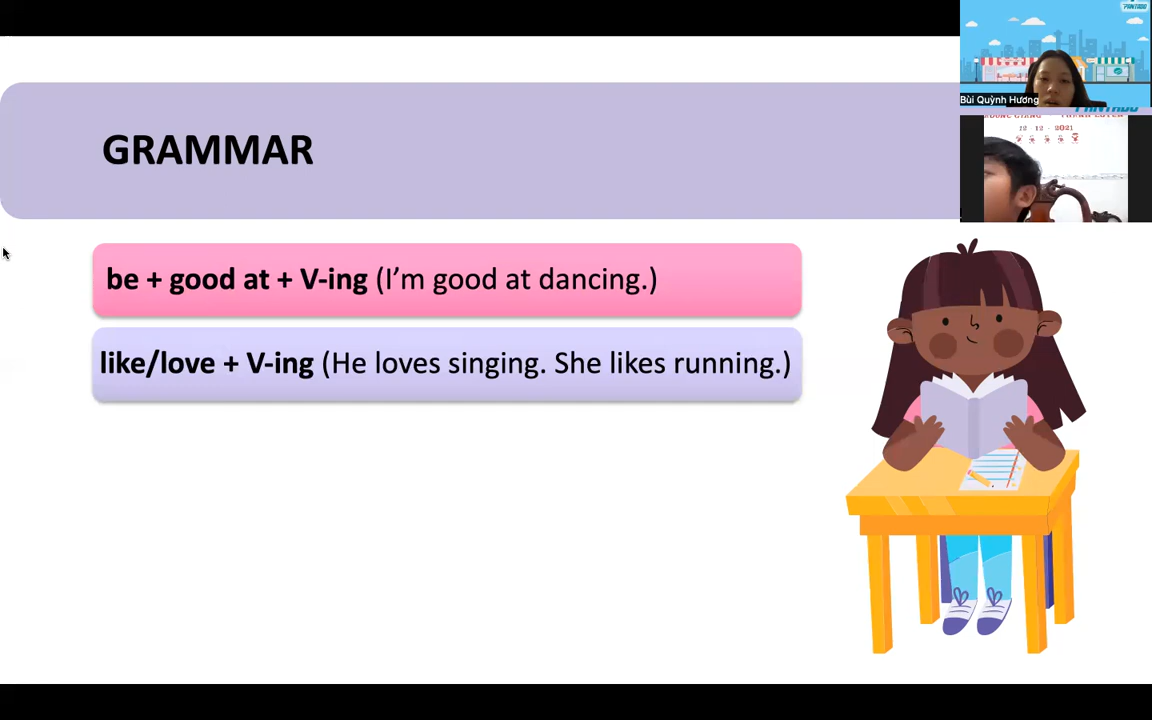 PANTADO
Bùi Quỳnh Hương
12 - 12 - 2021
GRAMMAR
be + good at + V-ing (I’m good at dancing.)
like/love + V-ing (He loves singing. She likes running.)